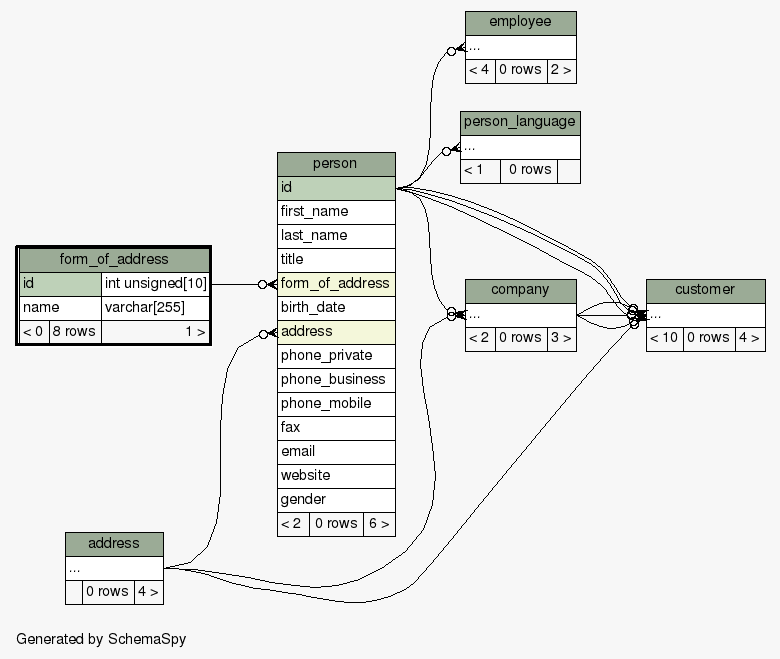 employee
...
< 4 0 rows 2 >
person_language
...
< 1 0 rows
person
id
first_name
last_name
title
form_of_address
birth_date
address
phone_private
phone_business
phone_mobile
fax
email
website
gender
< 2 0 rows 6 >
form_of_address
id int unsigned[10]
name varchar[255]
< 0 8 rows 1 >
company
...
< 2 0 rows 3 >
customer
...
< 10 0 rows 4 >
address
...
0 rows 4 >
Generated by SchemaSpy